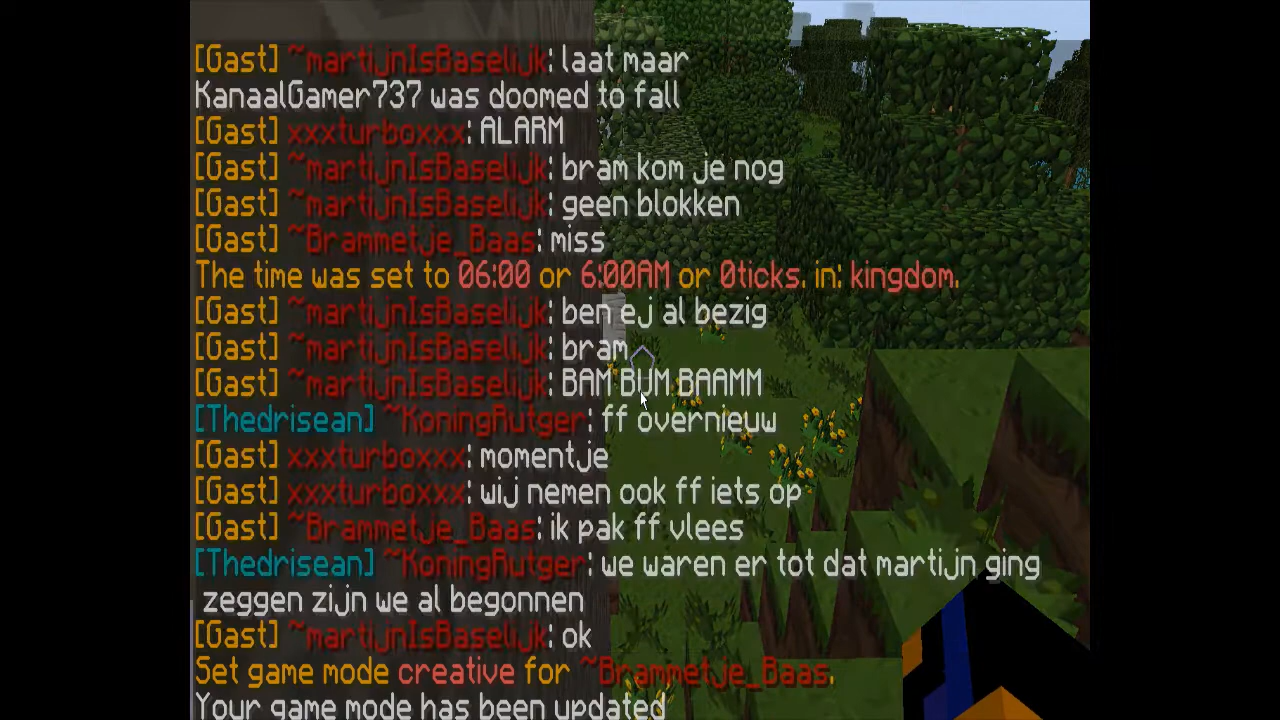 [Gast] ~martijnIsBaselijk: laat maar
KanaalGamer737 was doomed to fall
[Gast] xxxturboxxx: ALARM
[Gast] ~martijnIsBaselijk: bram kom je nog
[Gast] ~martijnIsBaselijk: geen blokken
[Gast] ~Brammetje_Baas: miss
The time was set to 06:00 or 6:00AM or 0ticks. in: kingdom.
[Gast] ~martijnIsBaselijk: ben ej al bezig
[Gast] ~martijnIsBaselijk: bram
[Gast] ~martijnIsBaselijk: BAM BUM BAAMM
[Thedrisean] ~KoningRutger: ff overnieuw
[Gast] xxxturboxxx: momentje
[Gast] xxxturboxxx: wij nemen ook ff iets op
[Gast] ~Brammetje_Baas: ik pak ff vlees
[Thedrisean] ~KoningRutger: we waren er tot dat martijn ging
zeggen zijn we al begonnen
[Gast] ~martijnIsBaselijk: ok
Set game mode creative for ~Brammetje_Baas.
Your game mode has been updated